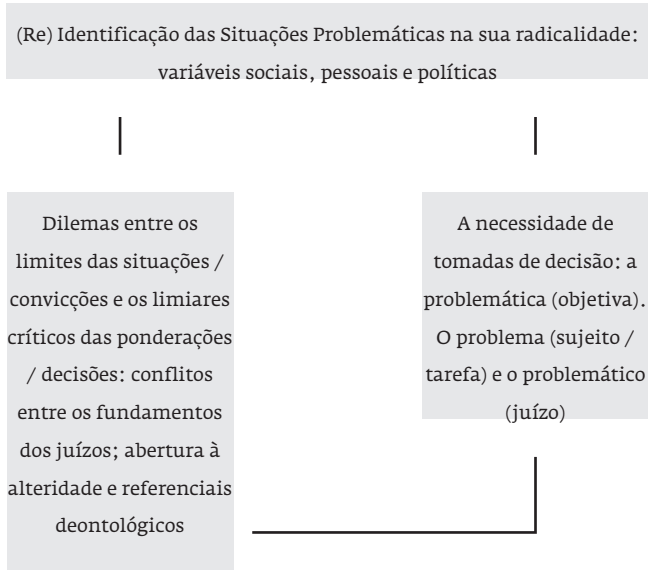 (Re) Identificação das Situações Problemáticas na sua radicalidade:
variáveis sociais, pessoais e políticas
Dilemas entre os
limites das situações /
convicções e os limiares
críticos das ponderações
/ decisões: conflitos
entre os fundamentos
dos juízos; abertura à
alteridade e referenciais
deontológicos
A necessidade de
tomadas de decisão: a
problemática (objetiva).
O problema (sujeito /
tarefa) e o problemático
(juízo)